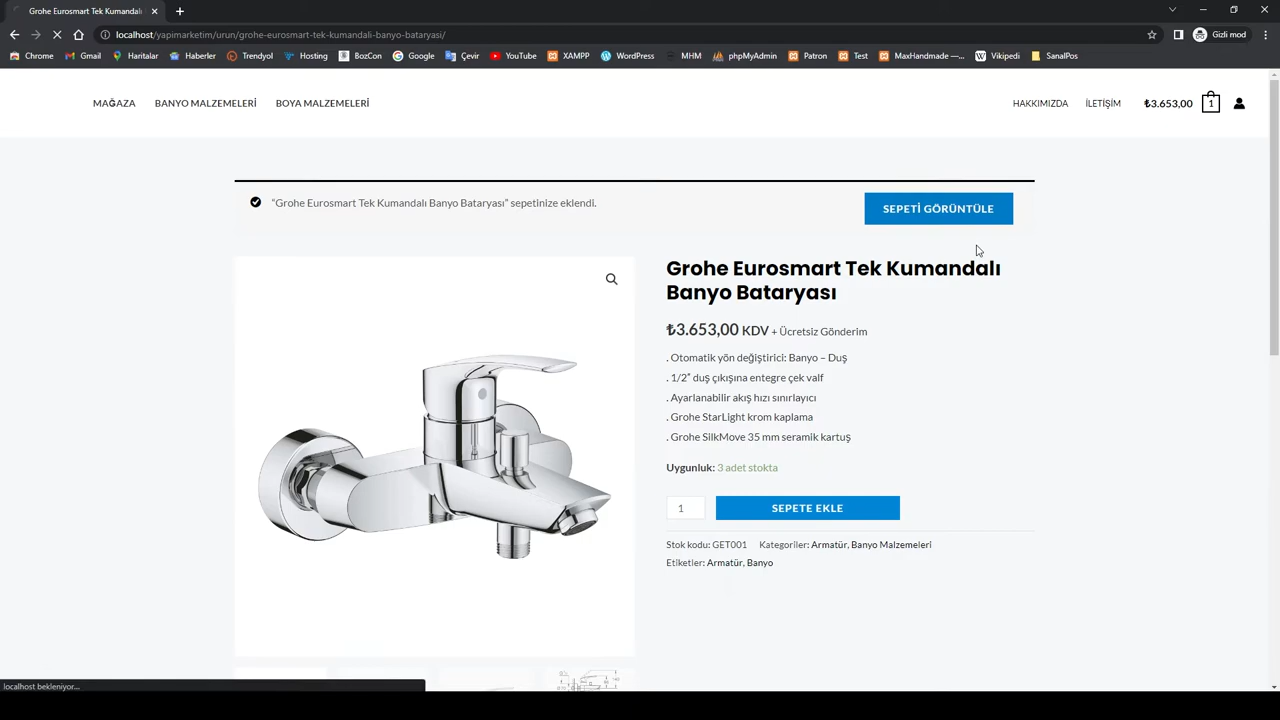 Grohe Eurosmart Tek Kumandalı
localhost/yapimarketim/urun/grohe-eurosmart-tek-kumandali-banyo-bataryasi/
Gizli mod
Chrome
Gmail
Haritalar
Haberler
Trendyol
Hosting
BozCon
Google
Çevir
YouTube
XAMPP
WordPress
MHM
phpMyAdmin
Patron
Test
MaxHandmade —...
Vikipedi
SanalPos
MAĞAZA
BANYO MALZEMELERİ
BOYA MALZEMELERİ
HAKKIMIZDA
İLETİŞİM
₺3.653,00
1
“Grohe Eurosmart Tek Kumandalı Banyo Bataryası” sepetinize eklendi.
SEPETİ GÖRÜNTÜLE
Grohe Eurosmart Tek Kumandalı
Banyo Bataryası
₺3.653,00 KDV + Ücretsiz Gönderim
. Otomatik yön değiştirici: Banyo – Duş
. 1/2″ duş çıkışına entegre çek valf
. Ayarlanabilir akış hızı sınırlayıcı
. Grohe StarLight krom kaplama
. Grohe SilkMove 35 mm seramik kartuş
Uygunluk: 3 adet stokta
1
SEPETE EKLE
Stok kodu: GET001 Kategoriler: Armatür, Banyo Malzemeleri
Etiketler: Armatür, Banyo
localhost bekleniyor...